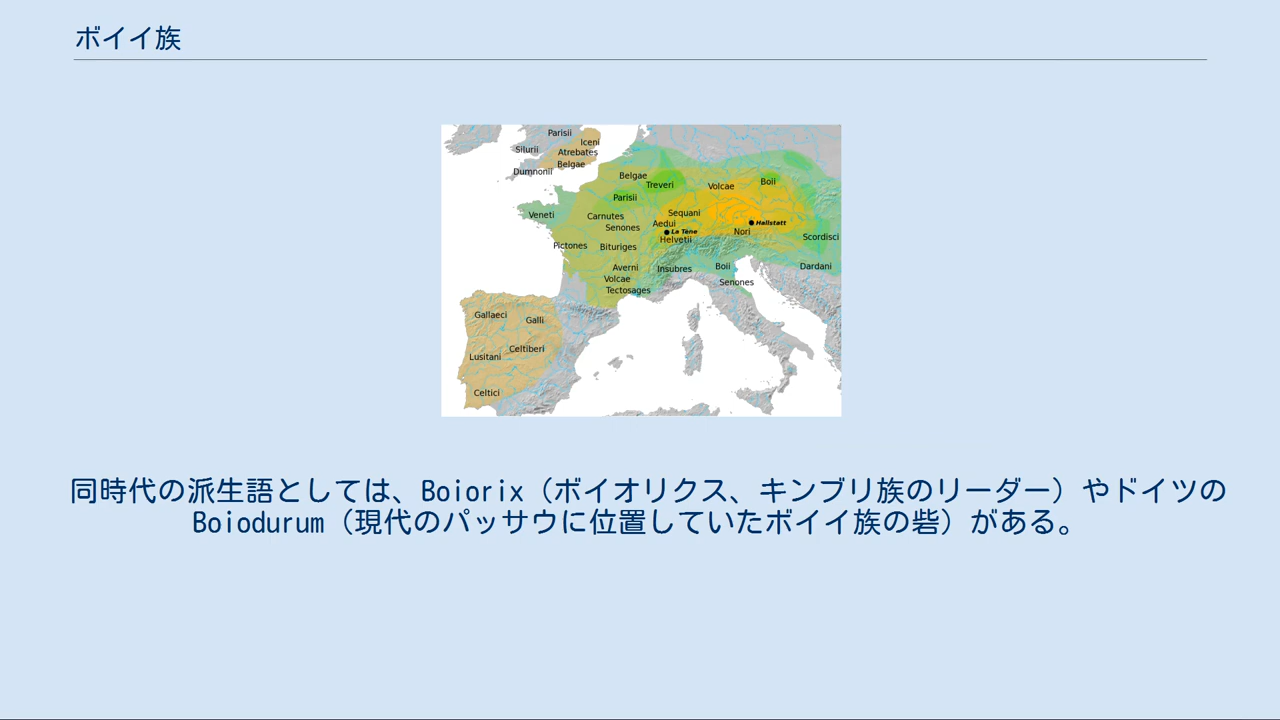 ボイイ族
Parisii
Iceni
Silurii
Atrebates
Belgae
Dumnonii
Belgae
Treveri
Volcae
Boii
Parisii
Veneti
Carnutes
Sequani
Senones
Aedui
Hallstatt
La Tène
Nori
Helvetii
Scordisci
Pictones
Bituriges
Averni
Insubres
Boii
Dardani
Volcae
Tectosages
Senones
Gallaeci
Galli
Celtiberi
Lusitani
Celtici
同時代の派生語としては、Boiorix（ボイオリクス、キンブリ族のリーダー）やドイツの
Boiodurum（現代のパッサウに位置していたボイイ族の砦）がある。